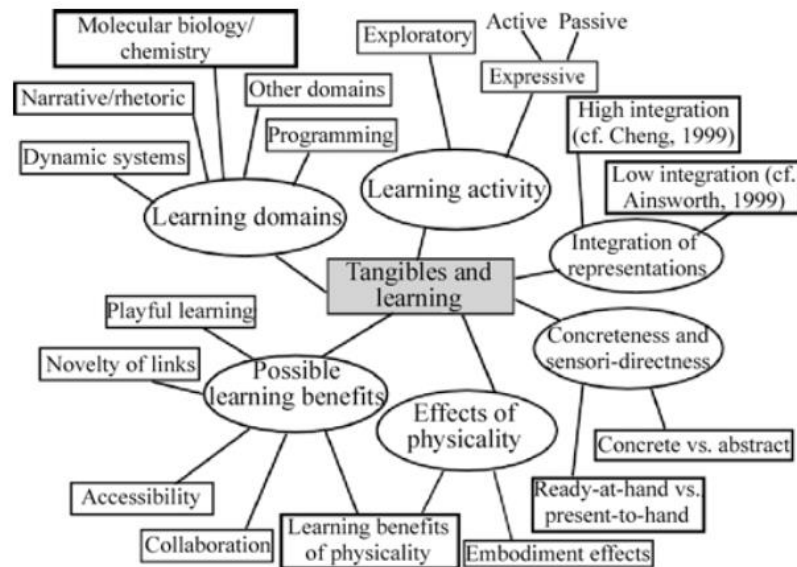 Molecular biology/
chemistry
Narrative/rhetoric
Dynamic systems
Other domains
Programming
Learning domains
Exploratory
Active
Passive
Expressive
Learning activity
High integration
(cf. Cheng, 1999)
Low integration (cf.
Ainsworth, 1999)
Integration of
representations
Tangibles and
learning
Concreteness and
sensori-directness
Concrete vs. abstract
Ready-at-hand vs.
present-to-hand
Playful learning
Novelty of links
Possible
learning benefits
Accessibility
Collaboration
Effects of
physicality
Learning benefits
of physicality
Embodiment effects